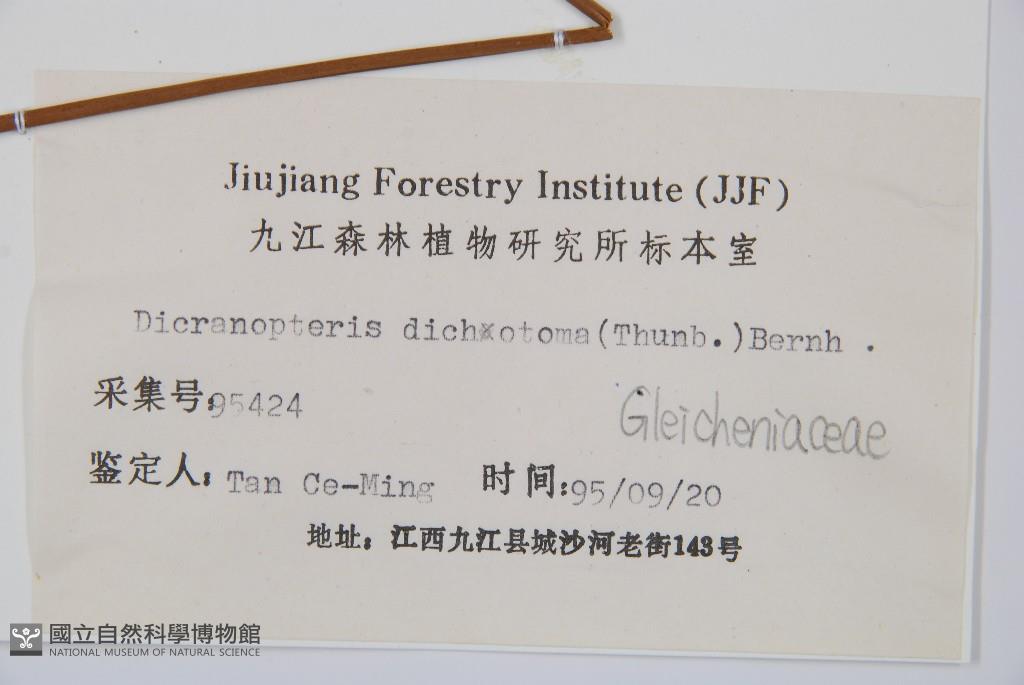 Jiujiang Forestry Institute (JJF)
九江森林植物研究所标本室
Dicranopteris dichxotoma(Thunb.)Bernh .
采集号:95424
Gleicheniaceae
鉴定人: Tan Ce-Ming 时间:95/09/20
地址: 江西九江县城沙河老街143号
國立自然科學博物館
NATIONAL MUSEUM OF NATURAL SCIENCE